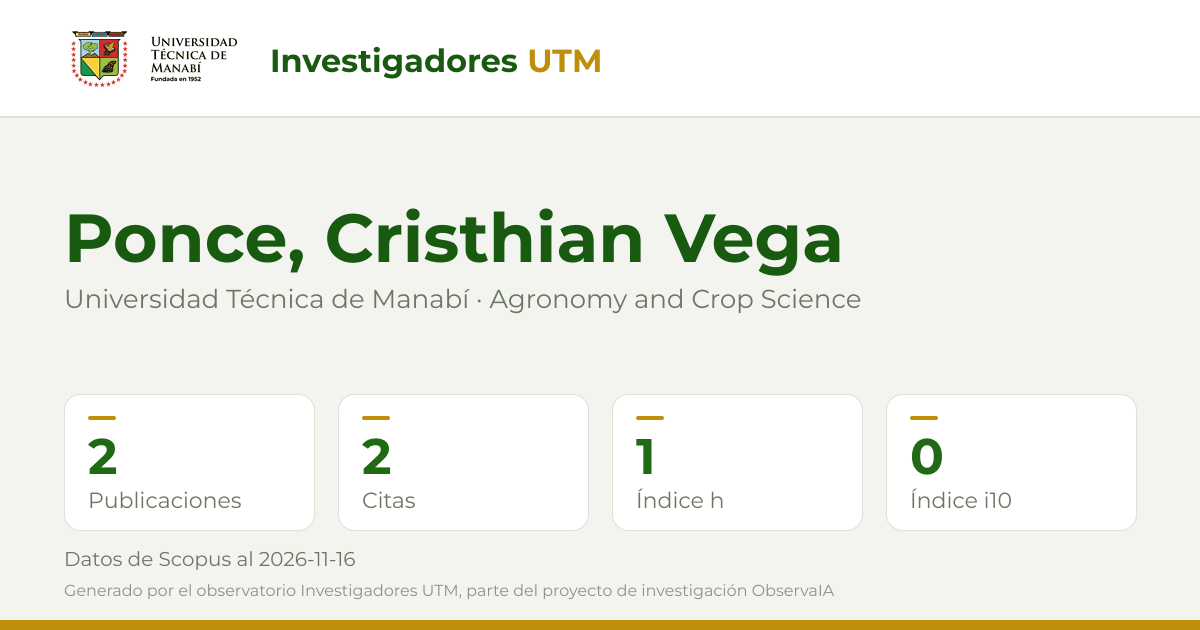 UNIVERSIDAD
TÉCNICA DE
MANABÍ
Fundada en 1952
Investigadores UTM
Ponce, Cristhian Vega
Universidad Técnica de Manabí · Agronomy and Crop Science
2
Publicaciones
2
Citas
1
Índice h
0
Índice i10
Datos de Scopus al 2026-11-16
Generado por el observatorio Investigadores UTM, parte del proyecto de investigación ObservaIA